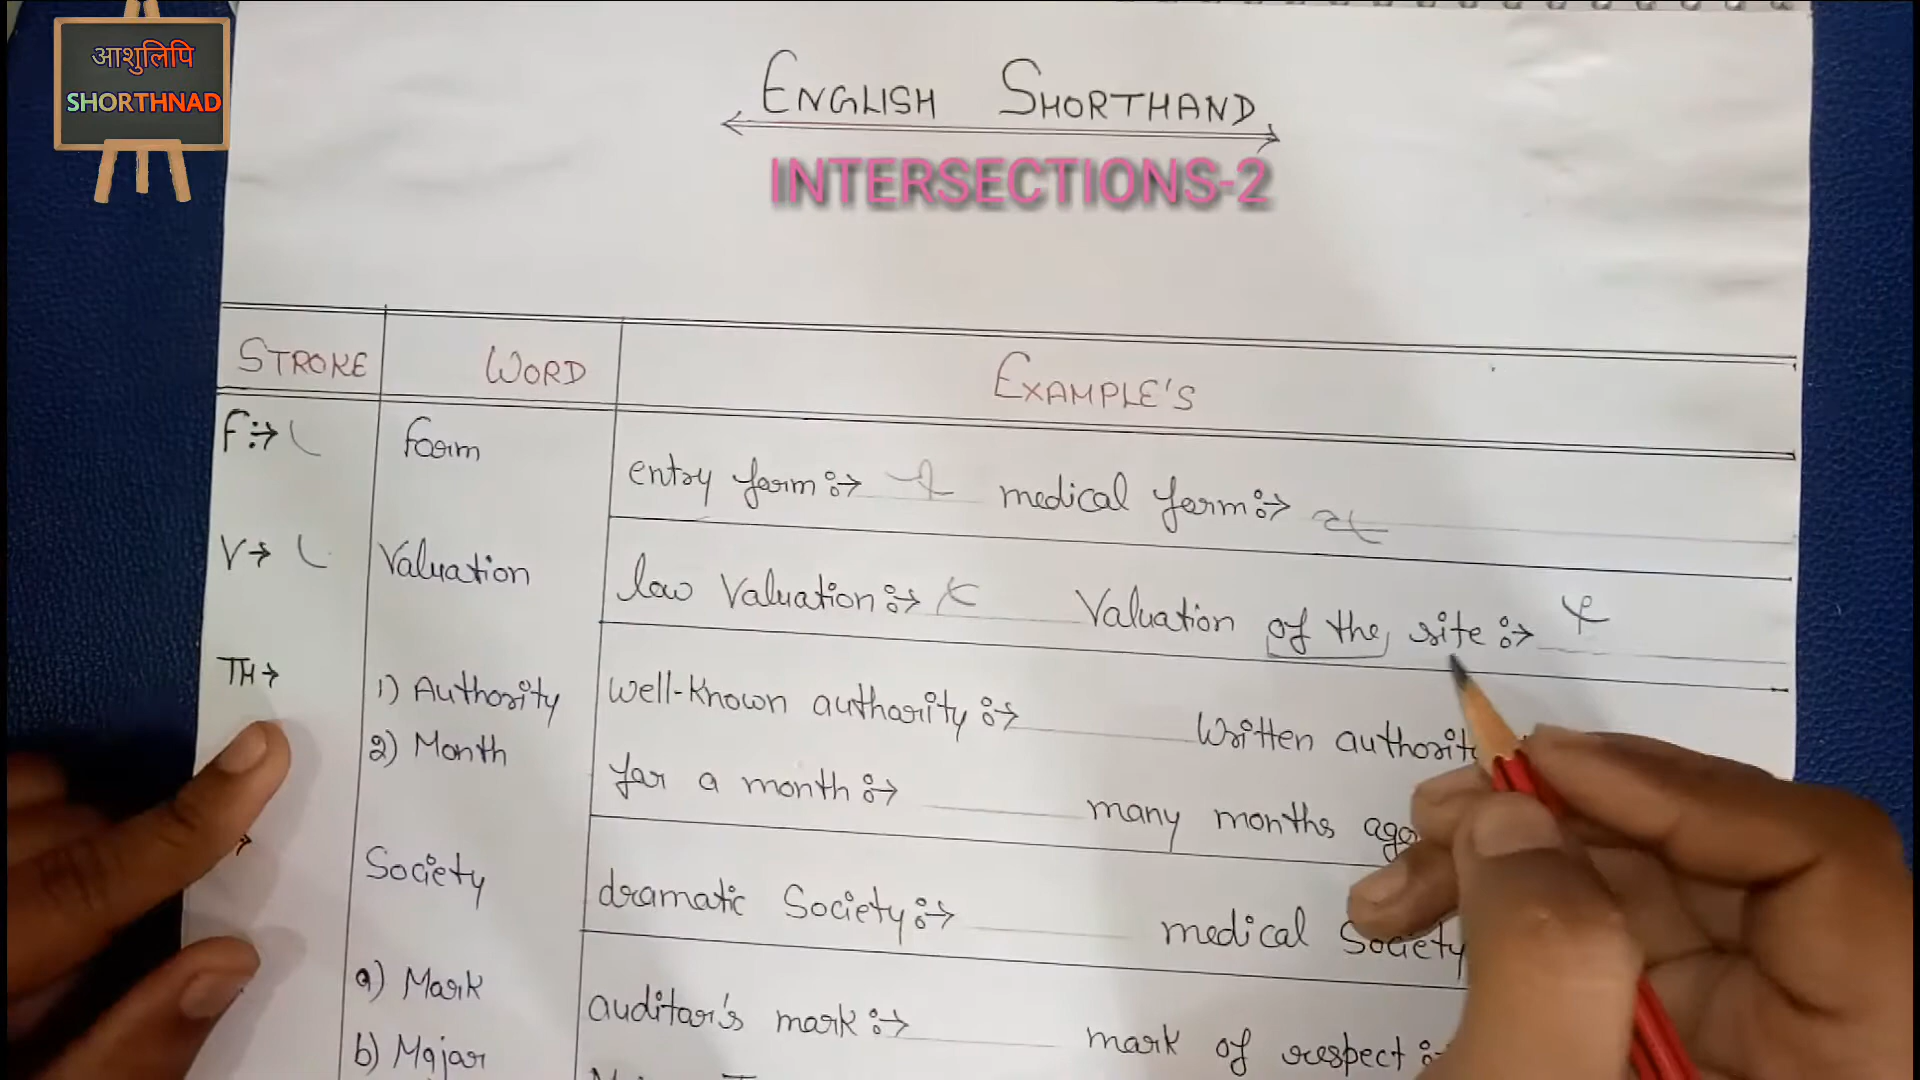 आशुलिपि
SHORTHNAD
ENGLISH SHORTHAND
INTERSECTIONS-2
STROKE WORD EXAMPLE'S
F:→ form entry form:→ medical form:→
V→ Valuation low Valuation:→ Valuation of the site:→
TH→ 1) Authority well-known authority:→ Written authorit
2) Month for a month:→ many months ago
Society dramatic Society:→ medical Society
a) Mark auditor's mark:→ mark of respect:
b) Major